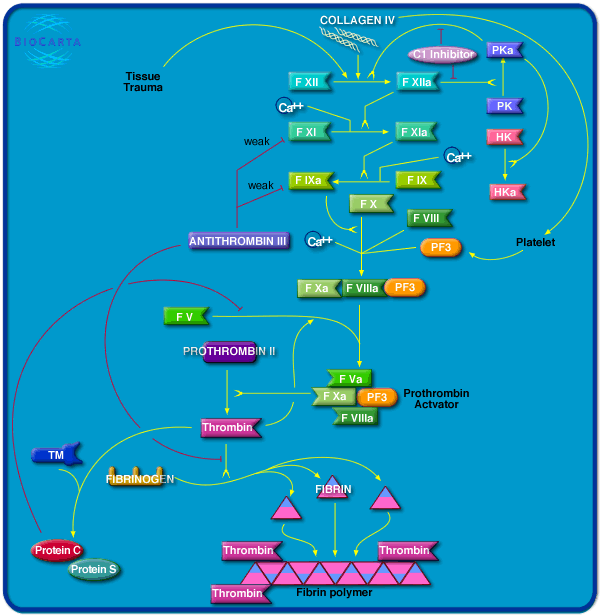 COLLAGEN IV
BIOCARTA
C1 Inhibitor
PKa
Tissue
Trauma
F XII
F XIIa
Ca++
PK
F XI
F XIa
HK
weak
Ca++
weak
F IXa
F IX
HKa
F X
F VIII
ANTITHROMBIN III
Ca++
PF3
Platelet
F Xa
F VIIIa
PF3
F V
PROTHROMBIN II
F Va
F Xa
PF3
F VIIIa
Prothrombin
Actvator
Thrombin
TM
FIBRINOGEN
FIBRIN
Protein C
Protein S
Thrombin
Thrombin
Thrombin
Fibrin polymer